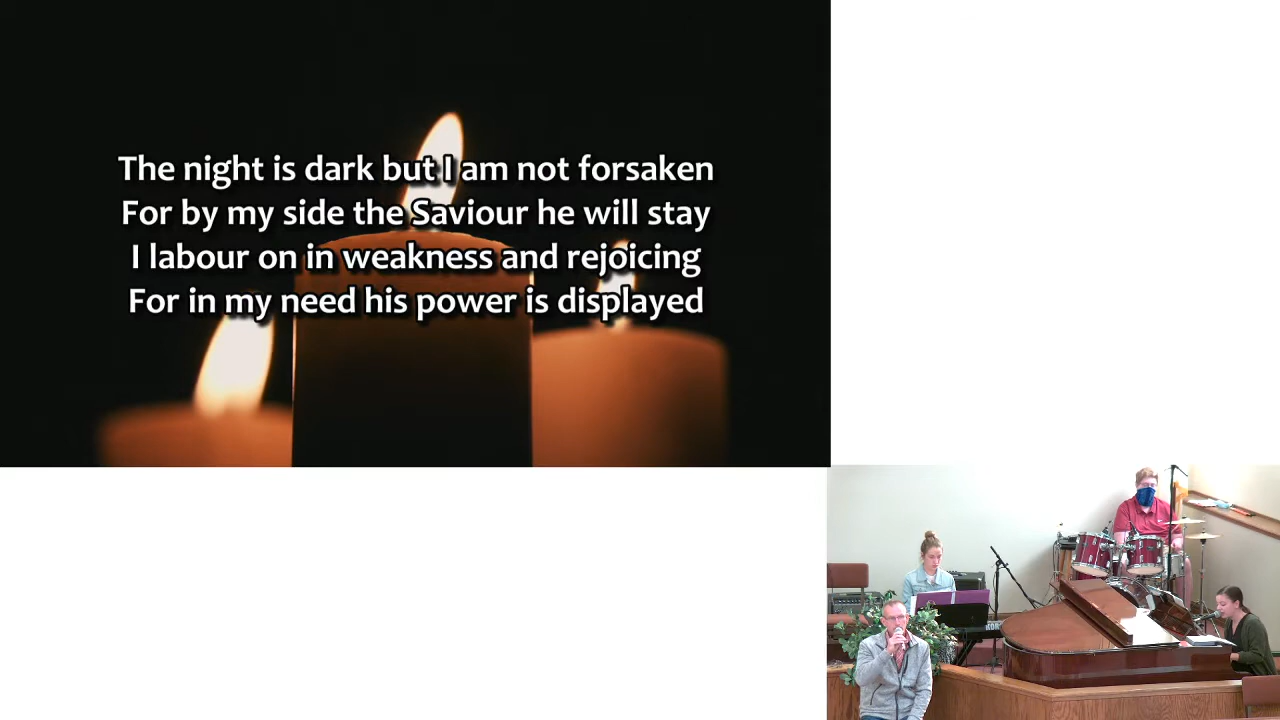 The night is dark but I am not forsaken
For by my side the Saviour he will stay
I labour on in weakness and rejoicing
For in my need his power is displayed